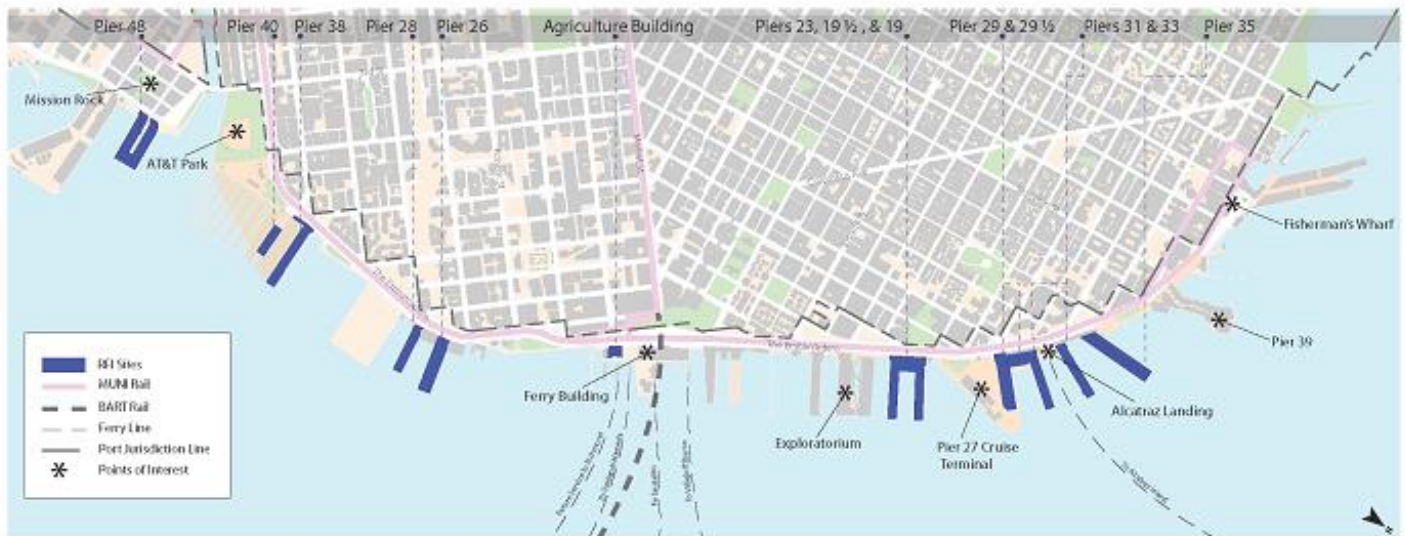 Pier 48
Pier 40
Pier 38
Pier 28
Pier 26
Agriculture Building
Piers 23, 19 ½ , & 19
Pier 29 & 29 ½
Piers 31 & 33
Pier 35
Mission Rock
AT&T Park
Fisherman's Wharf
Pier 39
Ferry Building
Alcatraz Landing
Exploratorium
Pier 27 Cruise
Terminal
RFI Sites
MUNI Rail
BART Rail
Ferry Line
Port Jurisdiction Line
Points of Interest